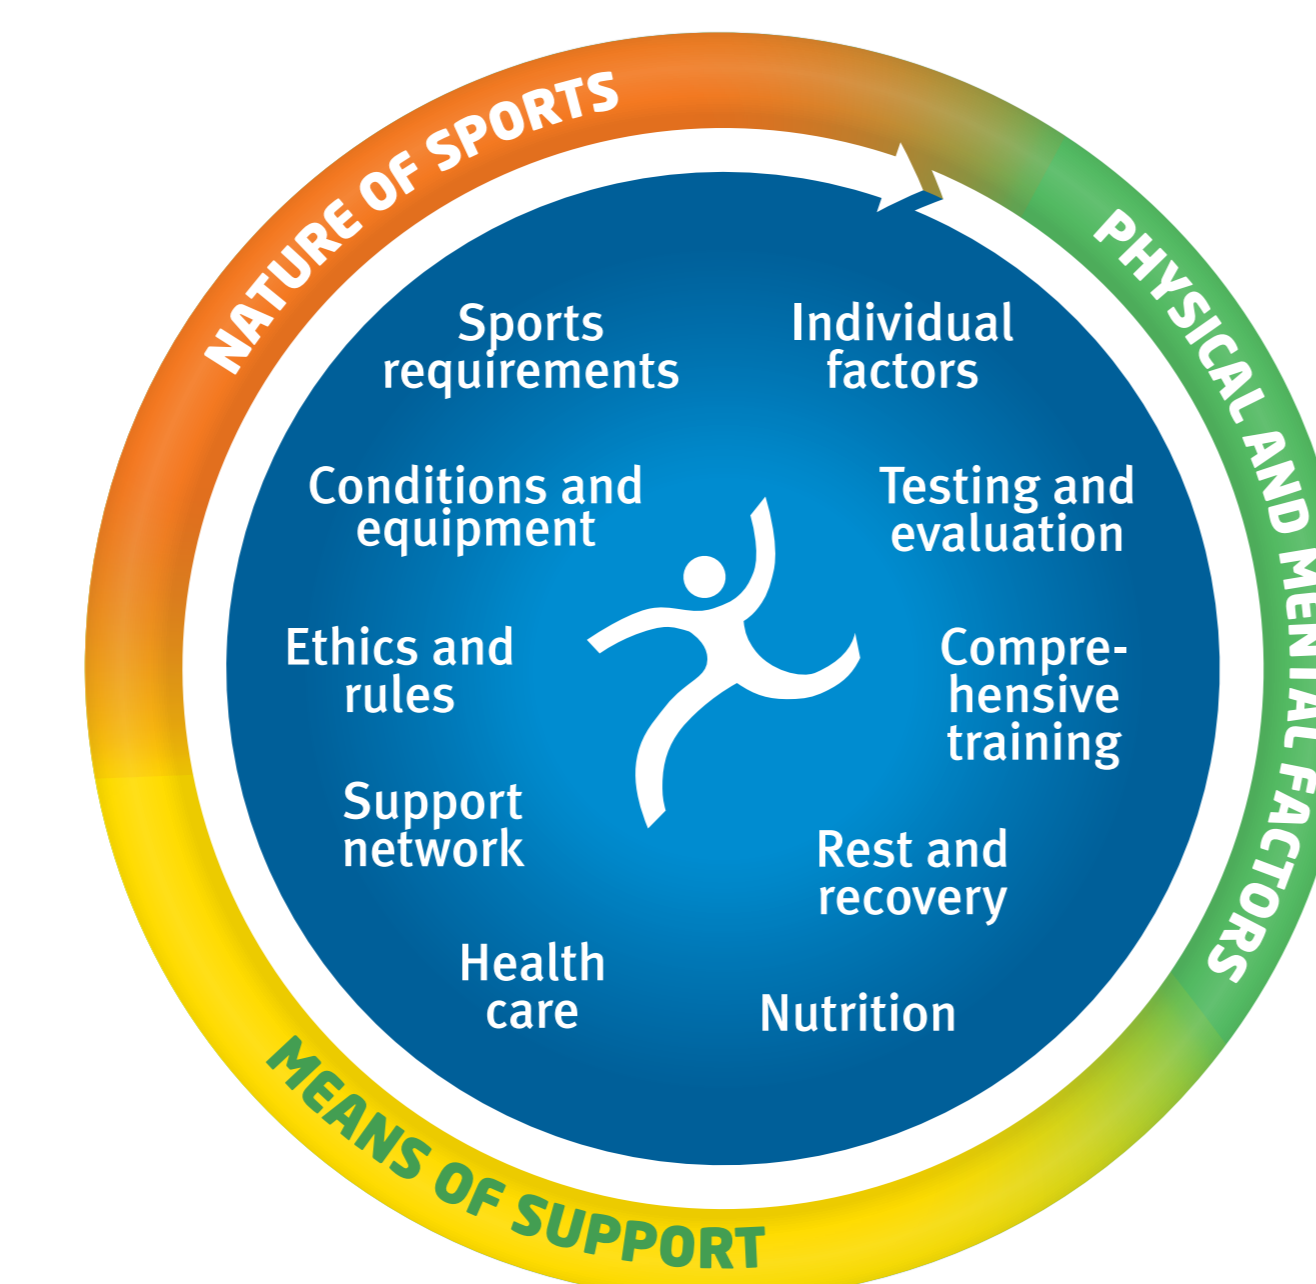 NATURE OF SPORTS
PHYSICAL AND MENTAL FACTORS
MEANS OF SUPPORT
Sports
requirements
Individual
factors
Conditions and
equipment
Testing and
evaluation
Ethics and
rules
Compre-
hensive
training
Support
network
Rest and
recovery
Health
care
Nutrition